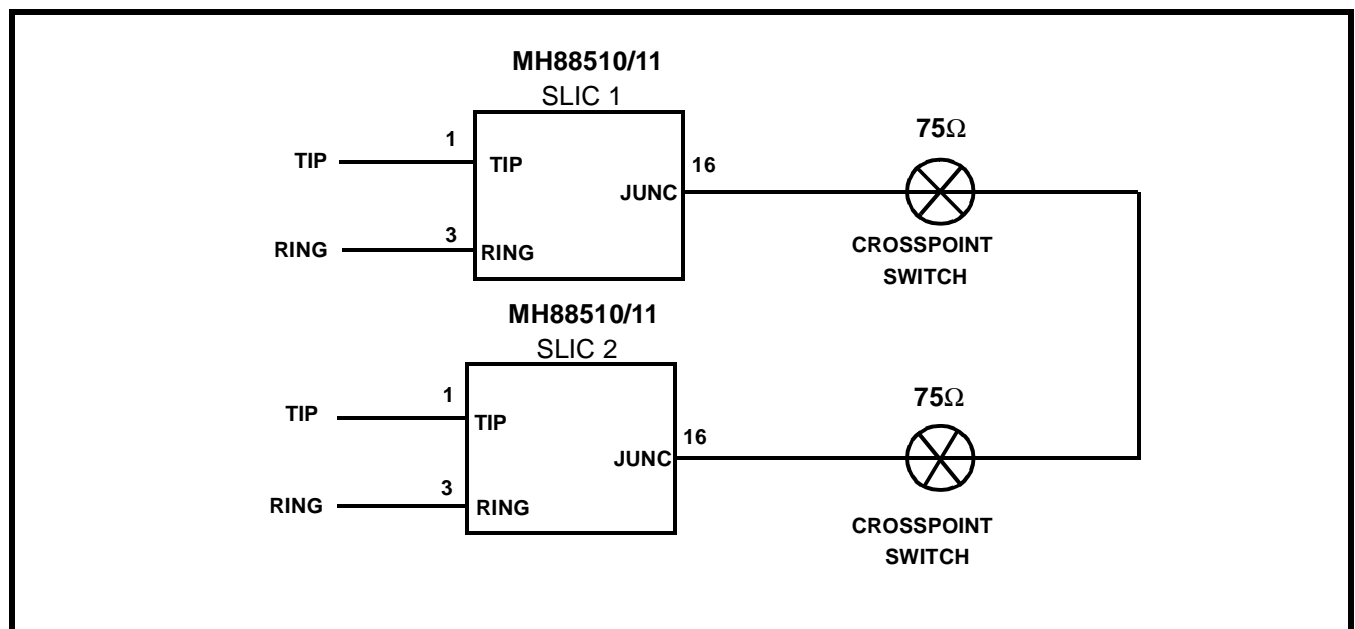 MH88510/11
SLIC 1
75Ω
1
TIP
TIP
16
JUNC
3
RING
RING
CROSSPOINT
SWITCH
MH88510/11
SLIC 2
75Ω
1
TIP
TIP
16
JUNC
3
RING
RING
CROSSPOINT
SWITCH